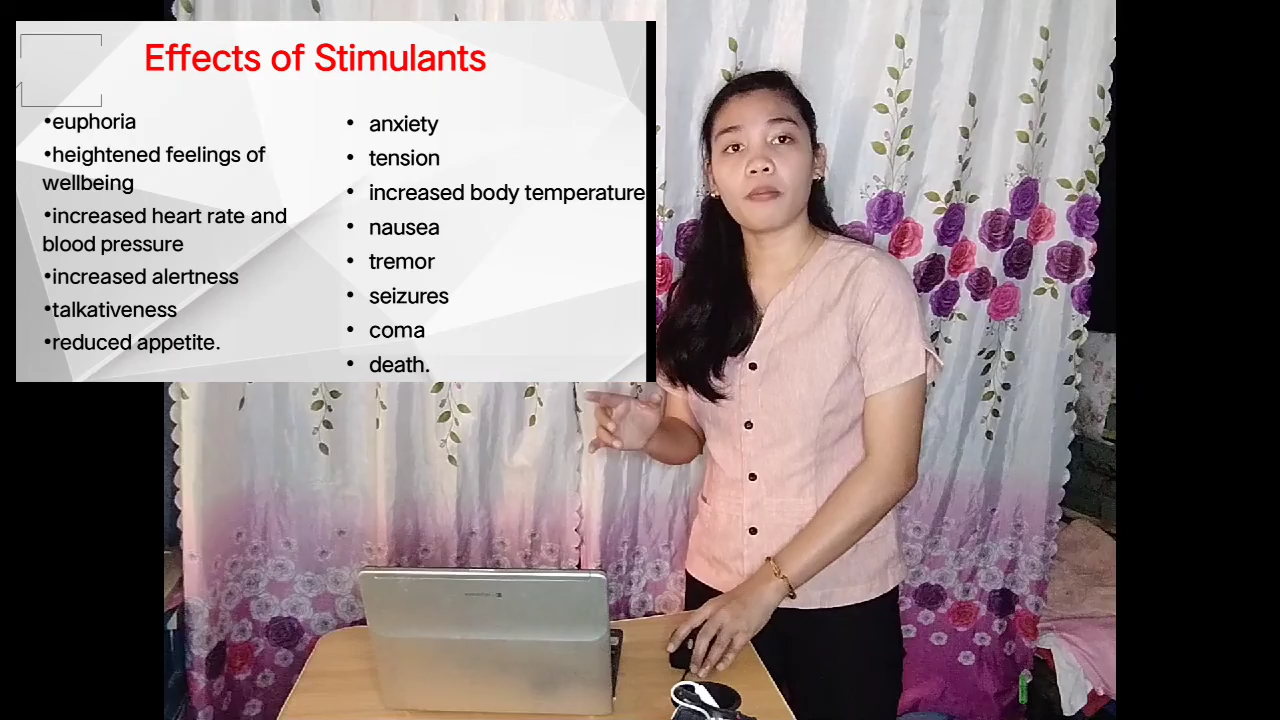 Effects of Stimulants
•euphoria
•heightened feelings of
wellbeing
•increased heart rate and
blood pressure
•increased alertness
•talkativeness
•reduced appetite.
• anxiety
• tension
• increased body temperature
• nausea
• tremor
• seizures
• coma
• death.